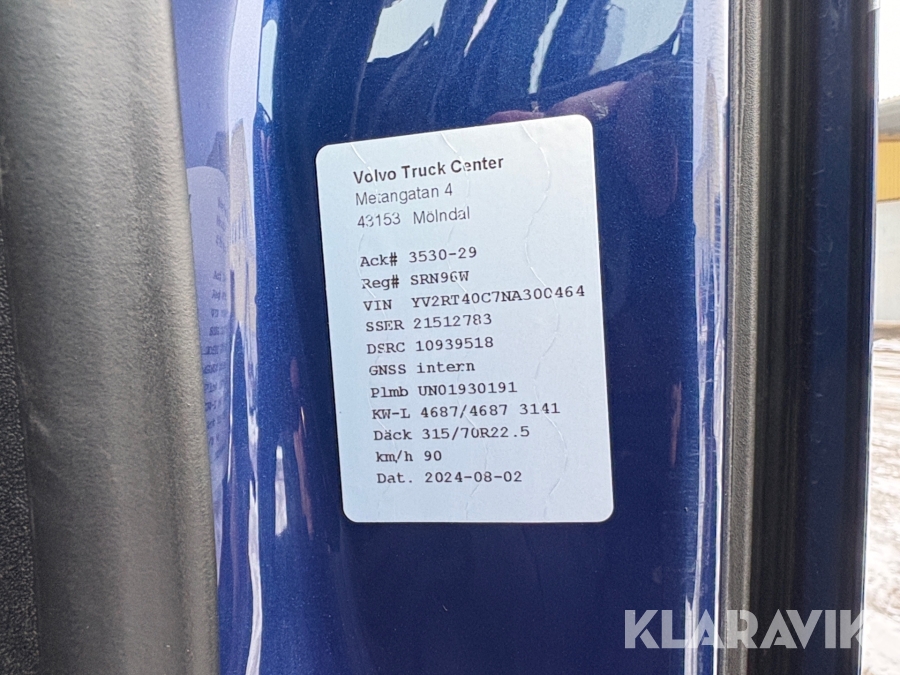 Volvo Truck Center
Metangatan 4
43153 Mölndal
Ack# 3530-29
Reg# SRN96W
VIN YV2RT40C7NA300464
SSER 21512783
DSRC 10939518
GNSS intern
Plmb UN01930191
KW-L 4687/4687 3141
Däck 315/70R22.5
km/h 90
Dat. 2024-08-02
KLARAVIK